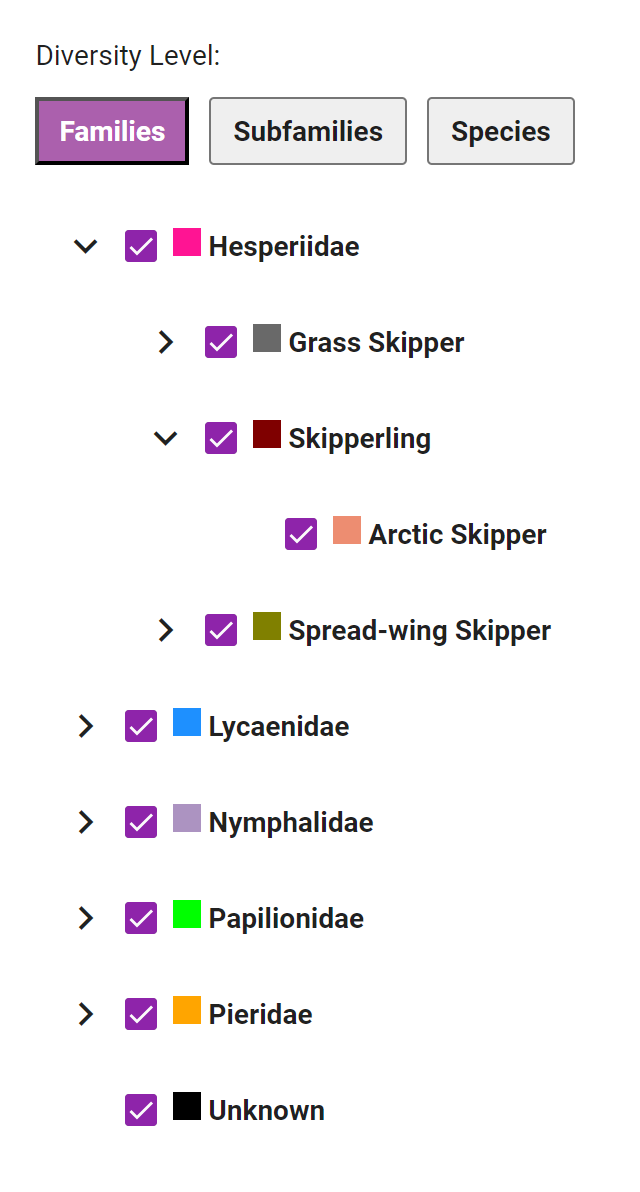 Diversity Level:
Families Subfamilies Species
Hesperiidae
Grass Skipper
Skipperling
Arctic Skipper
Spread-wing Skipper
Lycaenidae
Nymphalidae
Papilionidae
Pieridae
Unknown